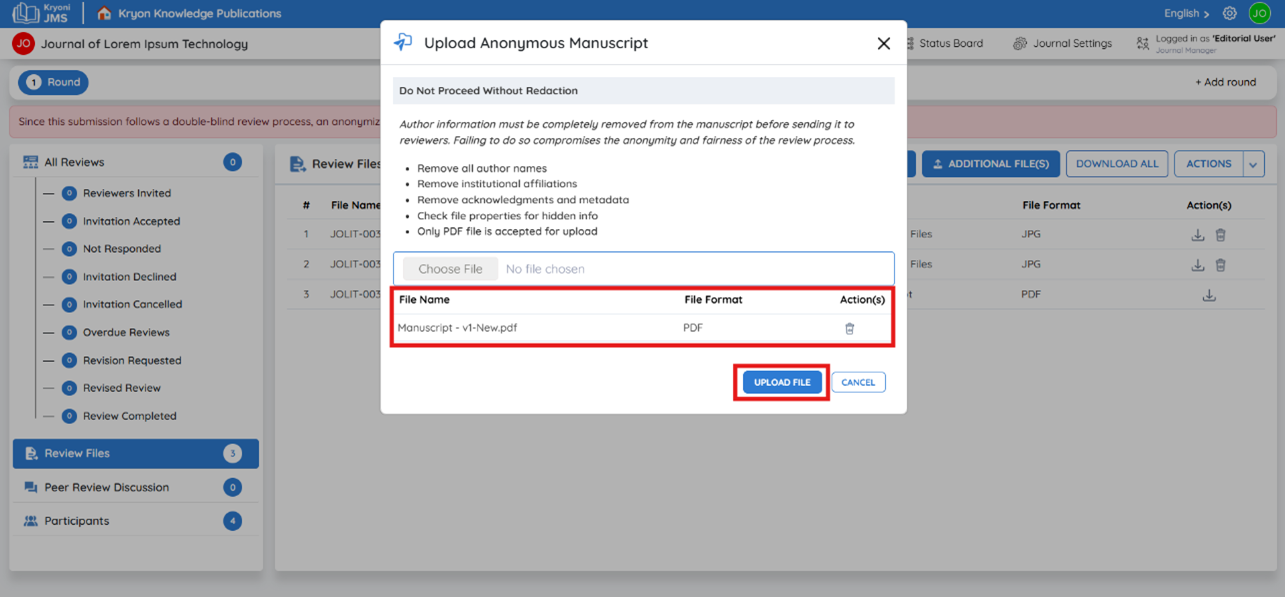 Kryoni
JMS
Kryon Knowledge Publications
English
JO
JO
Journal of Lorem Ipsum Technology
Status Board
Journal Settings
Logged in as 'Editorial User'
Journal Manager
1 Round
+ Add round
Since this submission follows a double-blind review process, an anonymiz
All Reviews 0
0 Reviewers Invited
0 Invitation Accepted
0 Not Responded
0 Invitation Declined
0 Invitation Cancelled
0 Overdue Reviews
0 Revision Requested
0 Revised Review
0 Review Completed
Review Files 3
Peer Review Discussion 0
Participants 4
Review Files
ADDITIONAL FILE(S)
DOWNLOAD ALL
ACTIONS
# File Name File Format Action(s)
1 JOLIT-003 Files JPG
2 JOLIT-003 Files JPG
3 JOLIT-003 PDF
Upload Anonymous Manuscript
Do Not Proceed Without Redaction
Author information must be completely removed from the manuscript before sending it to
reviewers. Failing to do so compromises the anonymity and fairness of the review process.
• Remove all author names
• Remove institutional affiliations
• Remove acknowledgments and metadata
• Check file properties for hidden info
• Only PDF file is accepted for upload
Choose File No file chosen
File Name File Format Action(s)
Manuscript - v1-New.pdf PDF
UPLOAD FILE
CANCEL